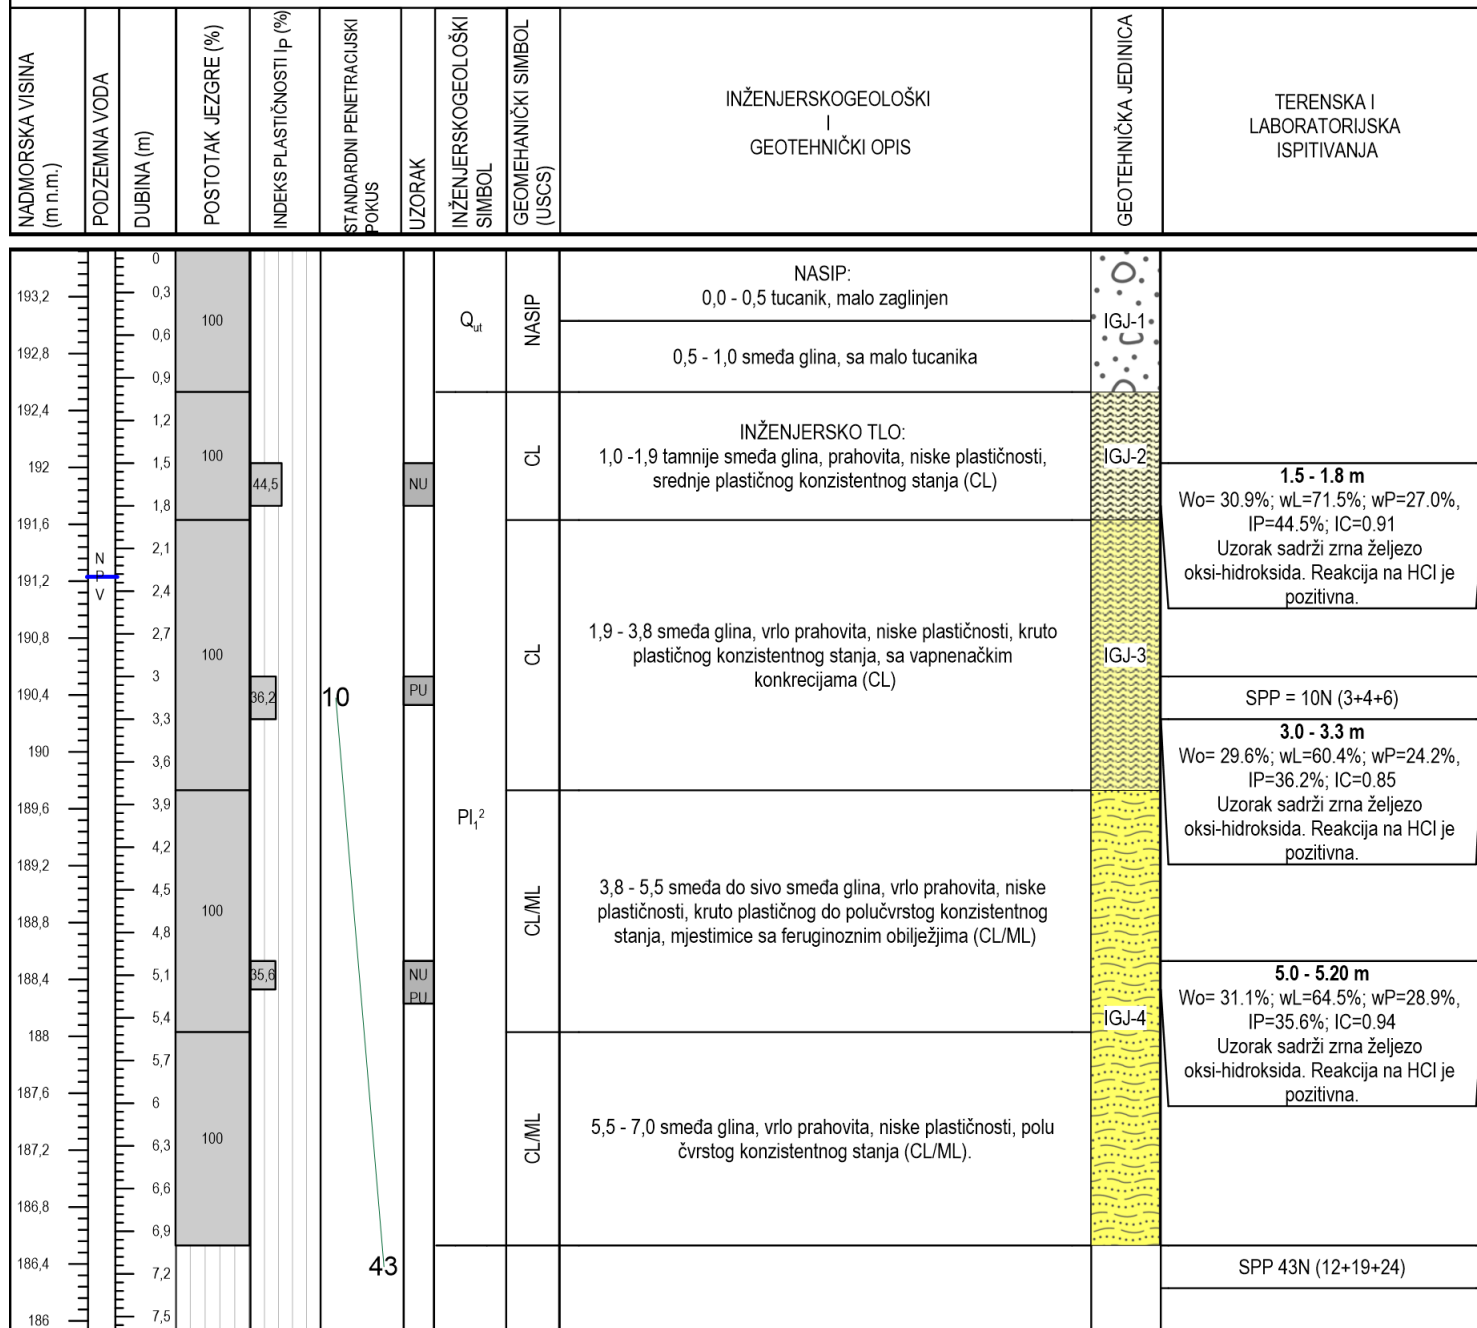 NADMORSKA VISINA
(m n.m.)
PODZEMNA VODA
DUBINA (m)
POSTOTAK JEZGRE (%)
INDEKS PLASTIČNOSTI Ip (%)
STANDARDNI PENETRACIJSKI
POKUS
UZORAK
INŽENJERSKOGEOLOŠKI
SIMBOL
GEOMEHANIČKI SIMBOL
(USCS)
INŽENJERSKOGEOLOŠKI
I
GEOTEHNIČKI OPIS
GEOTEHNIČKA JEDINICA
TERENSKA I
LABORATORIJSKA
ISPITIVANJA
193,2
192,8
192,4
192
191,6
191,2
190,8
190,4
190
189,6
189,2
188,8
188,4
188
187,6
187,2
186,8
186,4
186
N
P
V
0
0,3
0,6
0,9
1,2
1,5
1,8
2,1
2,4
2,7
3
3,3
3,6
3,9
4,2
4,5
4,8
5,1
5,4
5,7
6
6,3
6,6
6,9
7,2
7,5
100
100
100
100
100
44,5
36,2
35,6
10
43
NU
PU
NU
PU
Qut
Pl₁²
NASIP
CL
CL
CL/ML
CL/ML
NASIP:
0,0 - 0,5 tucanik, malo zaglinjen
0,5 - 1,0 smeđa glina, sa malo tucanika
INŽENJERSKO TLO:
1,0 -1,9 tamnije smeđa glina, prahovita, niske plastičnosti,
srednje plastičnog konzistentnog stanja (CL)
1,9 - 3,8 smeđa glina, vrlo prahovita, niske plastičnosti, kruto
plastičnog konzistentnog stanja, sa vapnenačkim
konkrecijama (CL)
3,8 - 5,5 smeđa do sivo smeđa glina, vrlo prahovita, niske
plastičnosti, kruto plastičnog do polučvrstog konzistentnog
stanja, mjestimice sa feruginoznim obilježjima (CL/ML)
5,5 - 7,0 smeđa glina, vrlo prahovita, niske plastičnosti, polu
čvrstog konzistentnog stanja (CL/ML).
IGJ-1
IGJ-2
IGJ-3
IGJ-4
1.5 - 1.8 m
Wo= 30.9%; wL=71.5%; wP=27.0%,
IP=44.5%; IC=0.91
Uzorak sadrži zrna željezo
oksi-hidroksida. Reakcija na HCl je
pozitivna.
SPP = 10N (3+4+6)
3.0 - 3.3 m
Wo= 29.6%; wL=60.4%; wP=24.2%,
IP=36.2%; IC=0.85
Uzorak sadrži zrna željezo
oksi-hidroksida. Reakcija na HCl je
pozitivna.
5.0 - 5.20 m
Wo= 31.1%; wL=64.5%; wP=28.9%,
IP=35.6%; IC=0.94
Uzorak sadrži zrna željezo
oksi-hidroksida. Reakcija na HCl je
pozitivna.
SPP 43N (12+19+24)